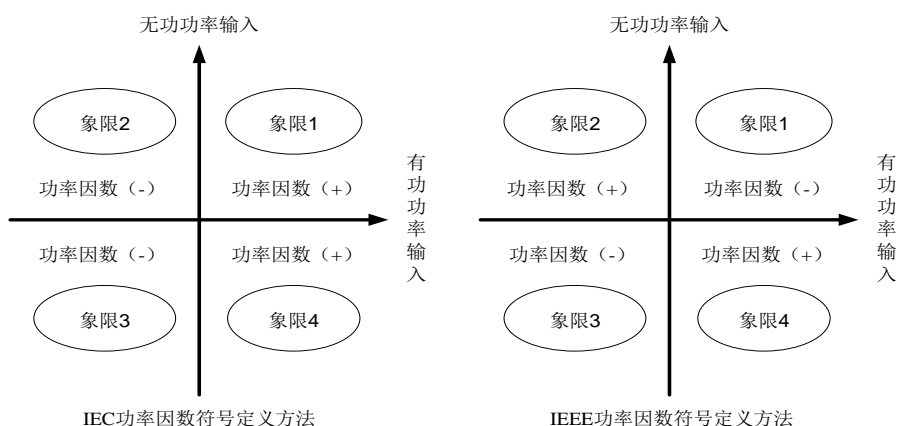 无功功率输入
象限2
象限1
功率因数（-）
功率因数（+）
有功功率输入
功率因数（-）
功率因数（+）
象限3
象限4
IEC功率因数符号定义方法
无功功率输入
象限2
象限1
功率因数（+）
功率因数（-）
有功功率输入
功率因数（-）
功率因数（+）
象限3
象限4
IEEE功率因数符号定义方法